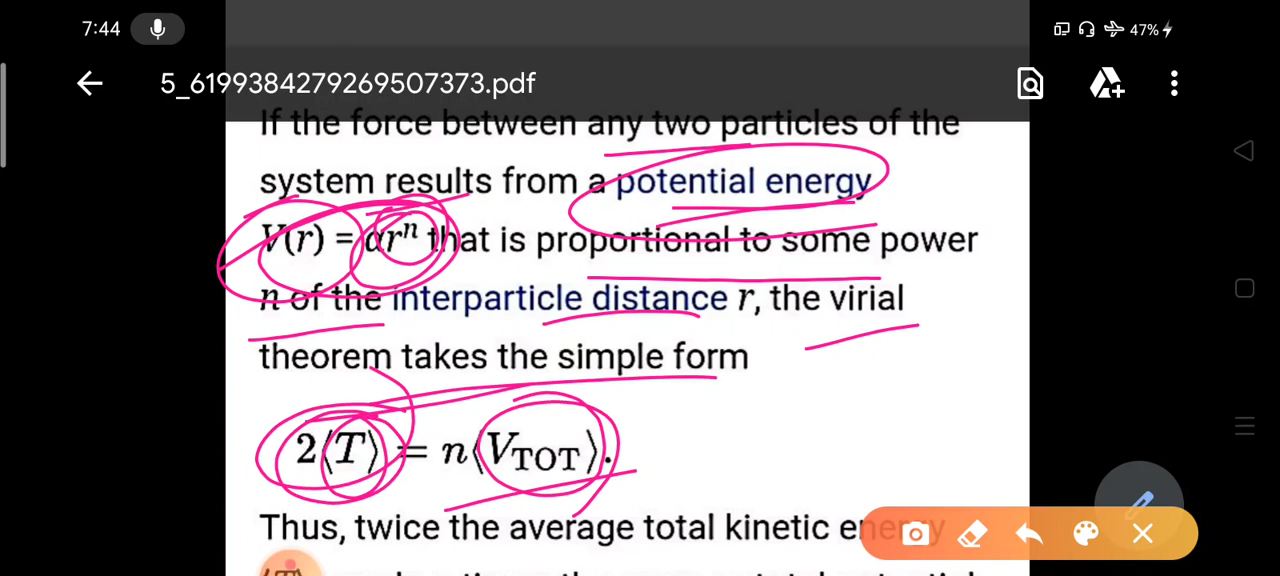 7:44
47%
5_6199384279269507373.pdf
If the force between any two particles of the
system results from a potential energy
V(r) = αrⁿ that is proportional to some power
n of the interparticle distance r, the virial
theorem takes the simple form
2⟨T⟩ = n⟨V_TOT⟩.
Thus, twice the average total kinetic energy